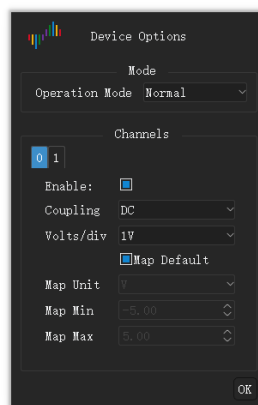 Device Options
Mode
Operation Mode Normal
Channels
0 1
Enable:
Coupling DC
Volts/div 1V
Map Default
Map Unit V
Map Min -5.00
Map Max 5.00
OK